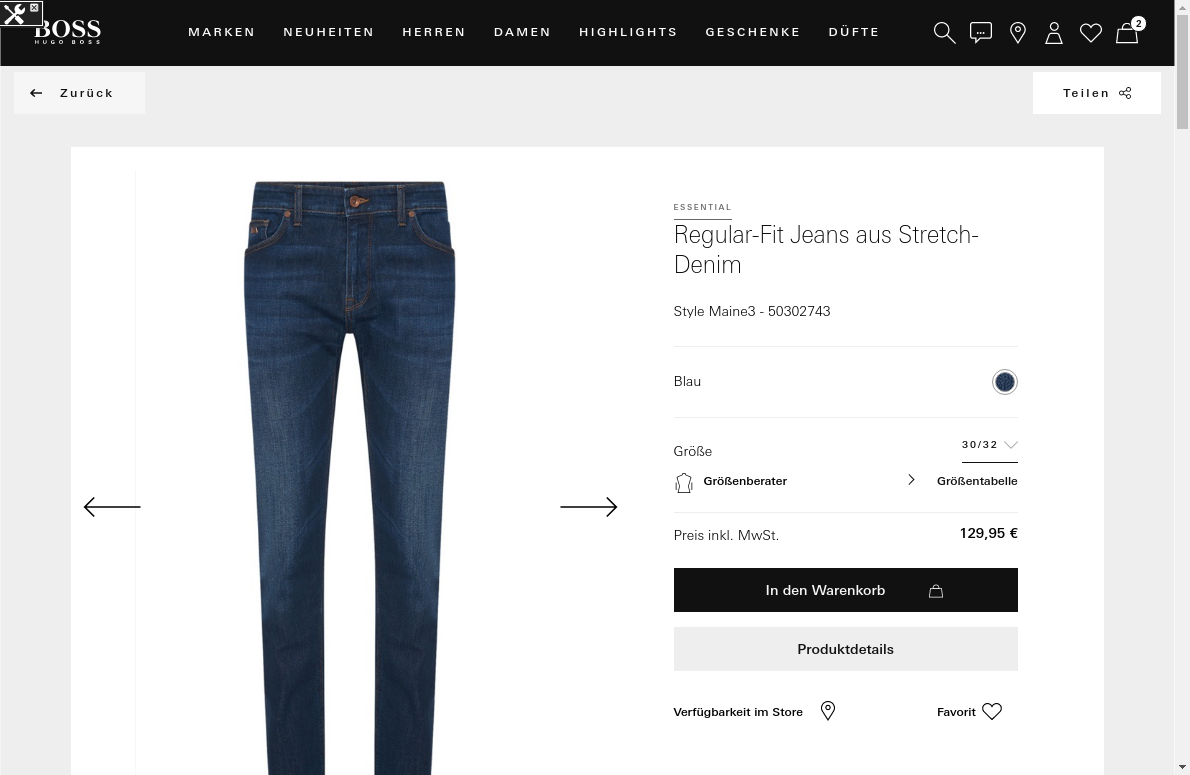 BOSS
HUGO BOSS
MARKEN NEUHEITEN HERREN DAMEN HIGHLIGHTS GESCHENKE DÜFTE
2
Zurück
Teilen
ESSENTIAL
Regular-Fit Jeans aus Stretch-
Denim
Style Maine3 - 50302743
Blau
Größe
30/32
Größenberater
Größentabelle
Preis inkl. MwSt.
129,95 €
In den Warenkorb
Produktdetails
Verfügbarkeit im Store
Favorit